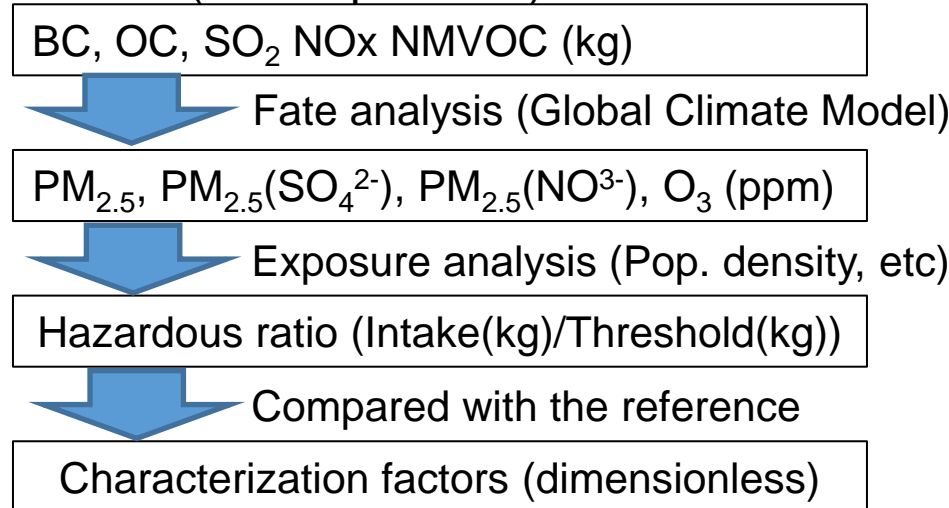 BC, OC, SO₂ NOx NMVOC (kg)
Fate analysis (Global Climate Model)
PM₂.₅, PM₂.₅(SO₄²⁻), PM₂.₅(NO³⁻), O₃ (ppm)
Exposure analysis (Pop. density, etc)
Hazardous ratio (Intake(kg)/Threshold(kg))
Compared with the reference
Characterization factors (dimensionless)